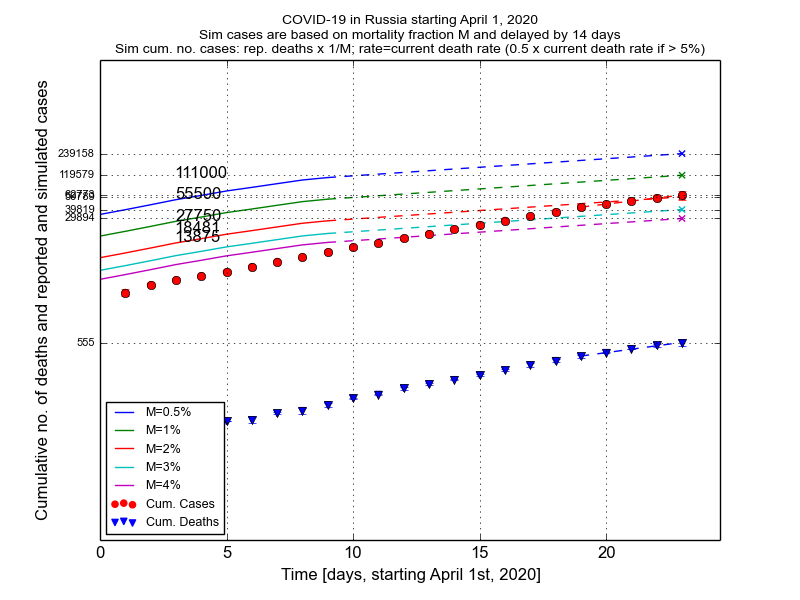 COVID-19 in Russia starting April 1, 2020
Sim cases are based on mortality fraction M and delayed by 14 days
Sim cum. no. cases: rep. deaths x 1/M; rate=current death rate (0.5 x current death rate if > 5%)
Cumulative no. of deaths and reported and simulated cases
239158
119579
62773
39819
29894
555
111000
55500
27750
18481
13875
M=0.5%
M=1%
M=2%
M=3%
M=4%
Cum. Cases
Cum. Deaths
0 5 10 15 20
Time [days, starting April 1st, 2020]